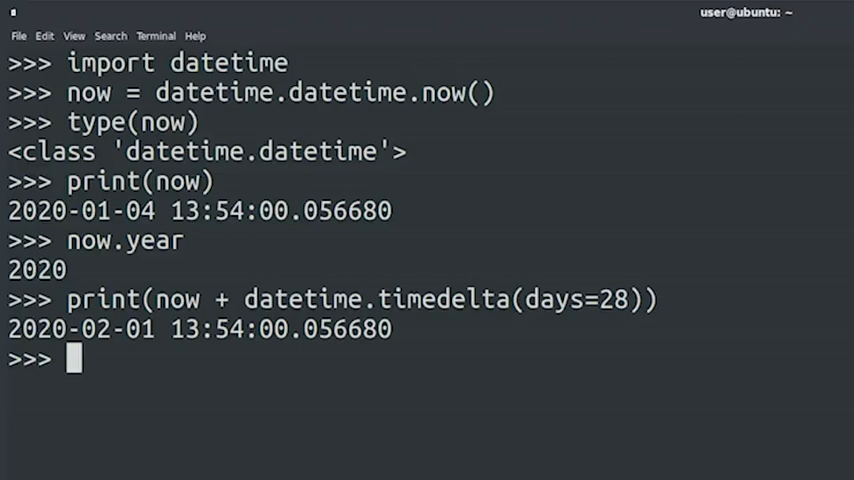 user@ubuntu: ~
File Edit View Search Terminal Help
>>> import datetime
>>> now = datetime.datetime.now()
>>> type(now)
<class 'datetime.datetime'>
>>> print(now)
2020-01-04 13:54:00.056680
>>> now.year
2020
>>> print(now + datetime.timedelta(days=28))
2020-02-01 13:54:00.056680
>>>